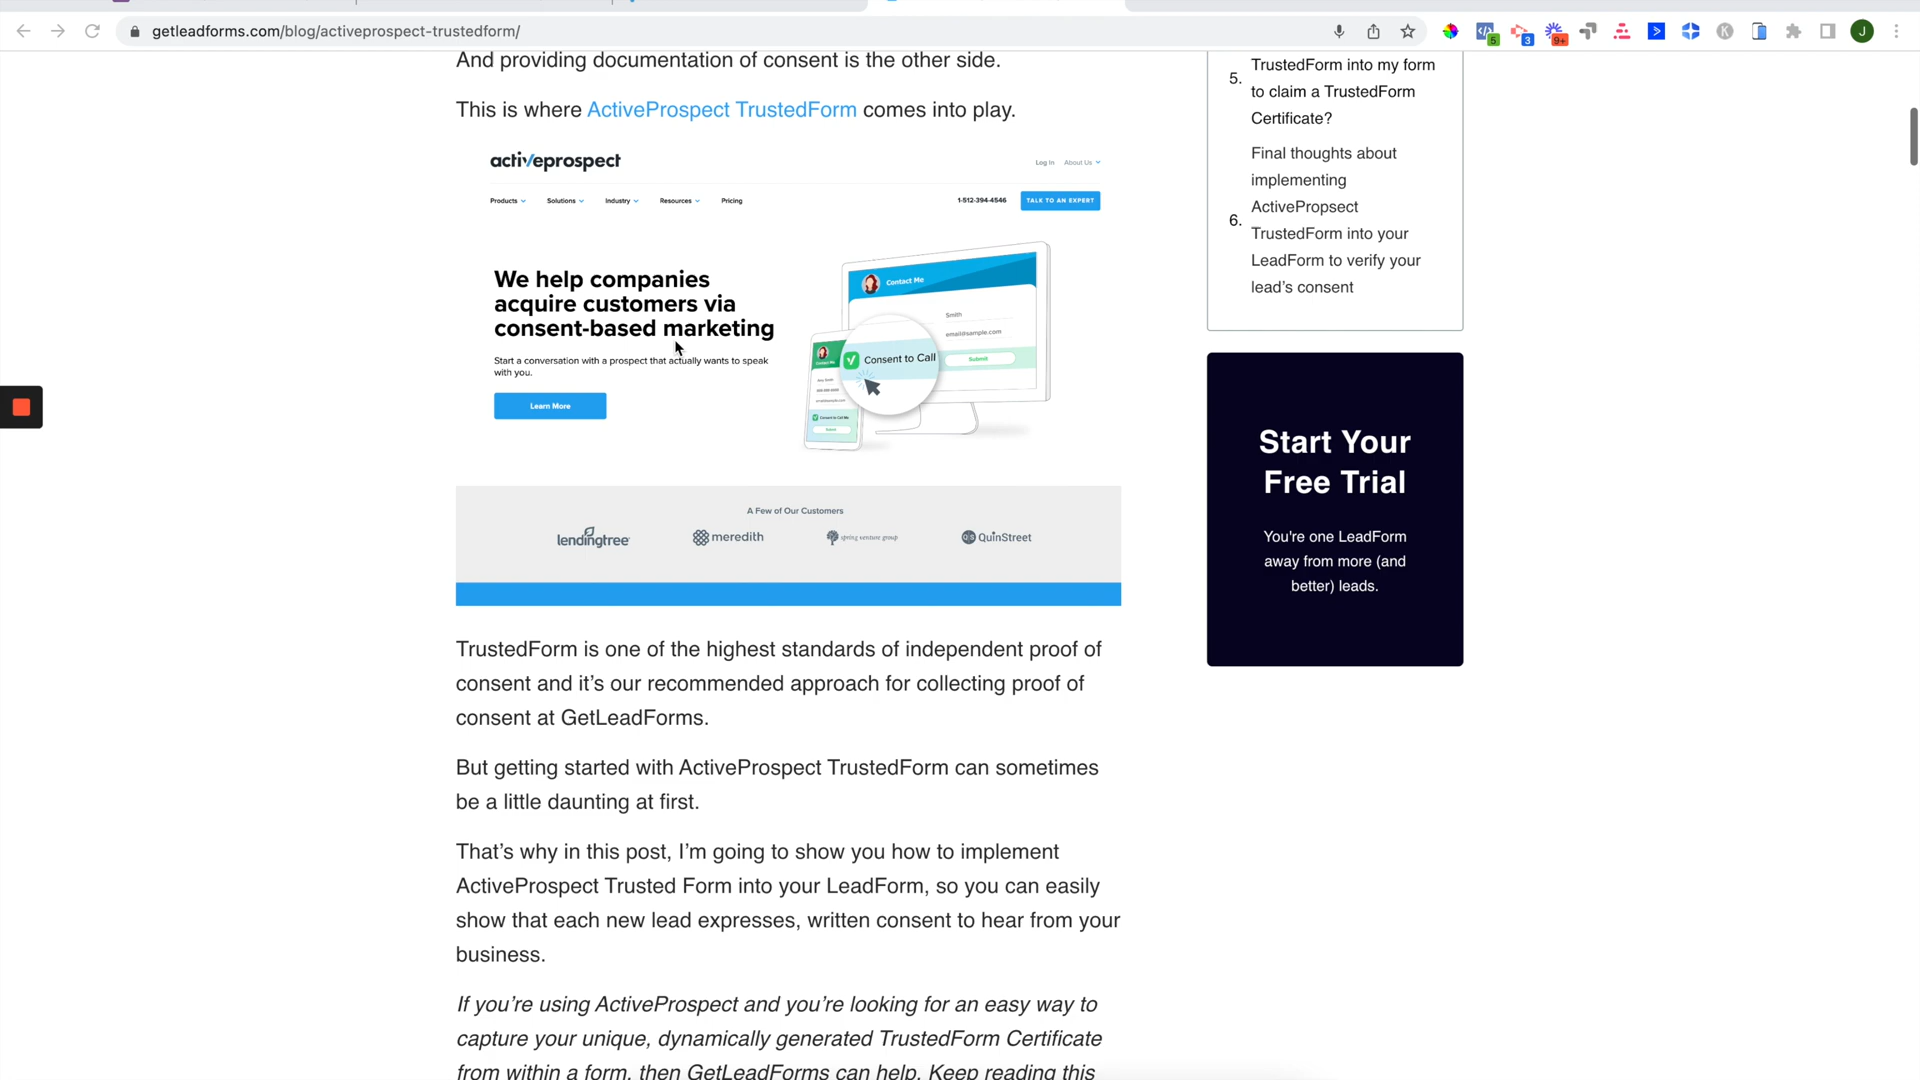 getleadforms.com/blog/activeprospect-trustedform/
5
3
9+
J
And providing documentation of consent is the other side.
This is where ActiveProspect TrustedForm comes into play.
activeprospect
Log In About Us
Products Solutions Industry Resources Pricing
1-512-394-4546 TALK TO AN EXPERT
We help companies
acquire customers via
consent-based marketing
Start a conversation with a prospect that actually wants to speak
with you.
Learn More
Contact Me
Smith
email@sample.com
Submit
Consent to Call
A Few of Our Customers
lendingtree meredith spring venture group QuinStreet
TrustedForm is one of the highest standards of independent proof of
consent and it's our recommended approach for collecting proof of
consent at GetLeadForms.
But getting started with ActiveProspect TrustedForm can sometimes
be a little daunting at first.
That's why in this post, I'm going to show you how to implement
ActiveProspect Trusted Form into your LeadForm, so you can easily
show that each new lead expresses, written consent to hear from your
business.
If you're using ActiveProspect and you're looking for an easy way to
capture your unique, dynamically generated TrustedForm Certificate
from within a form, then GetLeadForms can help. Keep reading this
5. TrustedForm into my form
to claim a TrustedForm
Certificate?
6. Final thoughts about
implementing
ActivePropsect
TrustedForm into your
LeadForm to verify your
lead's consent
Start Your
Free Trial
You're one LeadForm
away from more (and
better) leads.